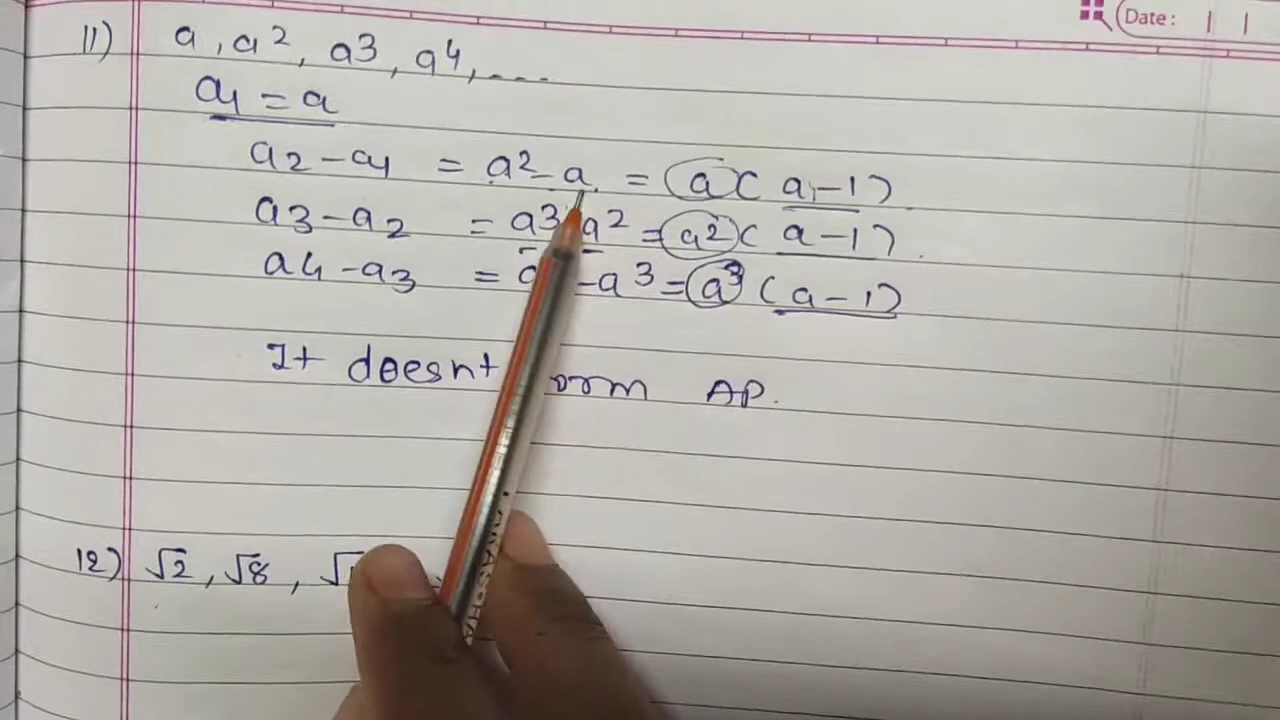 Date :
11) a, a², a³, a⁴, ---
a₁ = a
a₂ - a₁ = a² - a = a(a - 1)
a₃ - a₂ = a³ a² = a²(a - 1)
a₄ - a₃ = - a³ = a³(a - 1)
It doesnt orm AP.
12) √2, √8, √